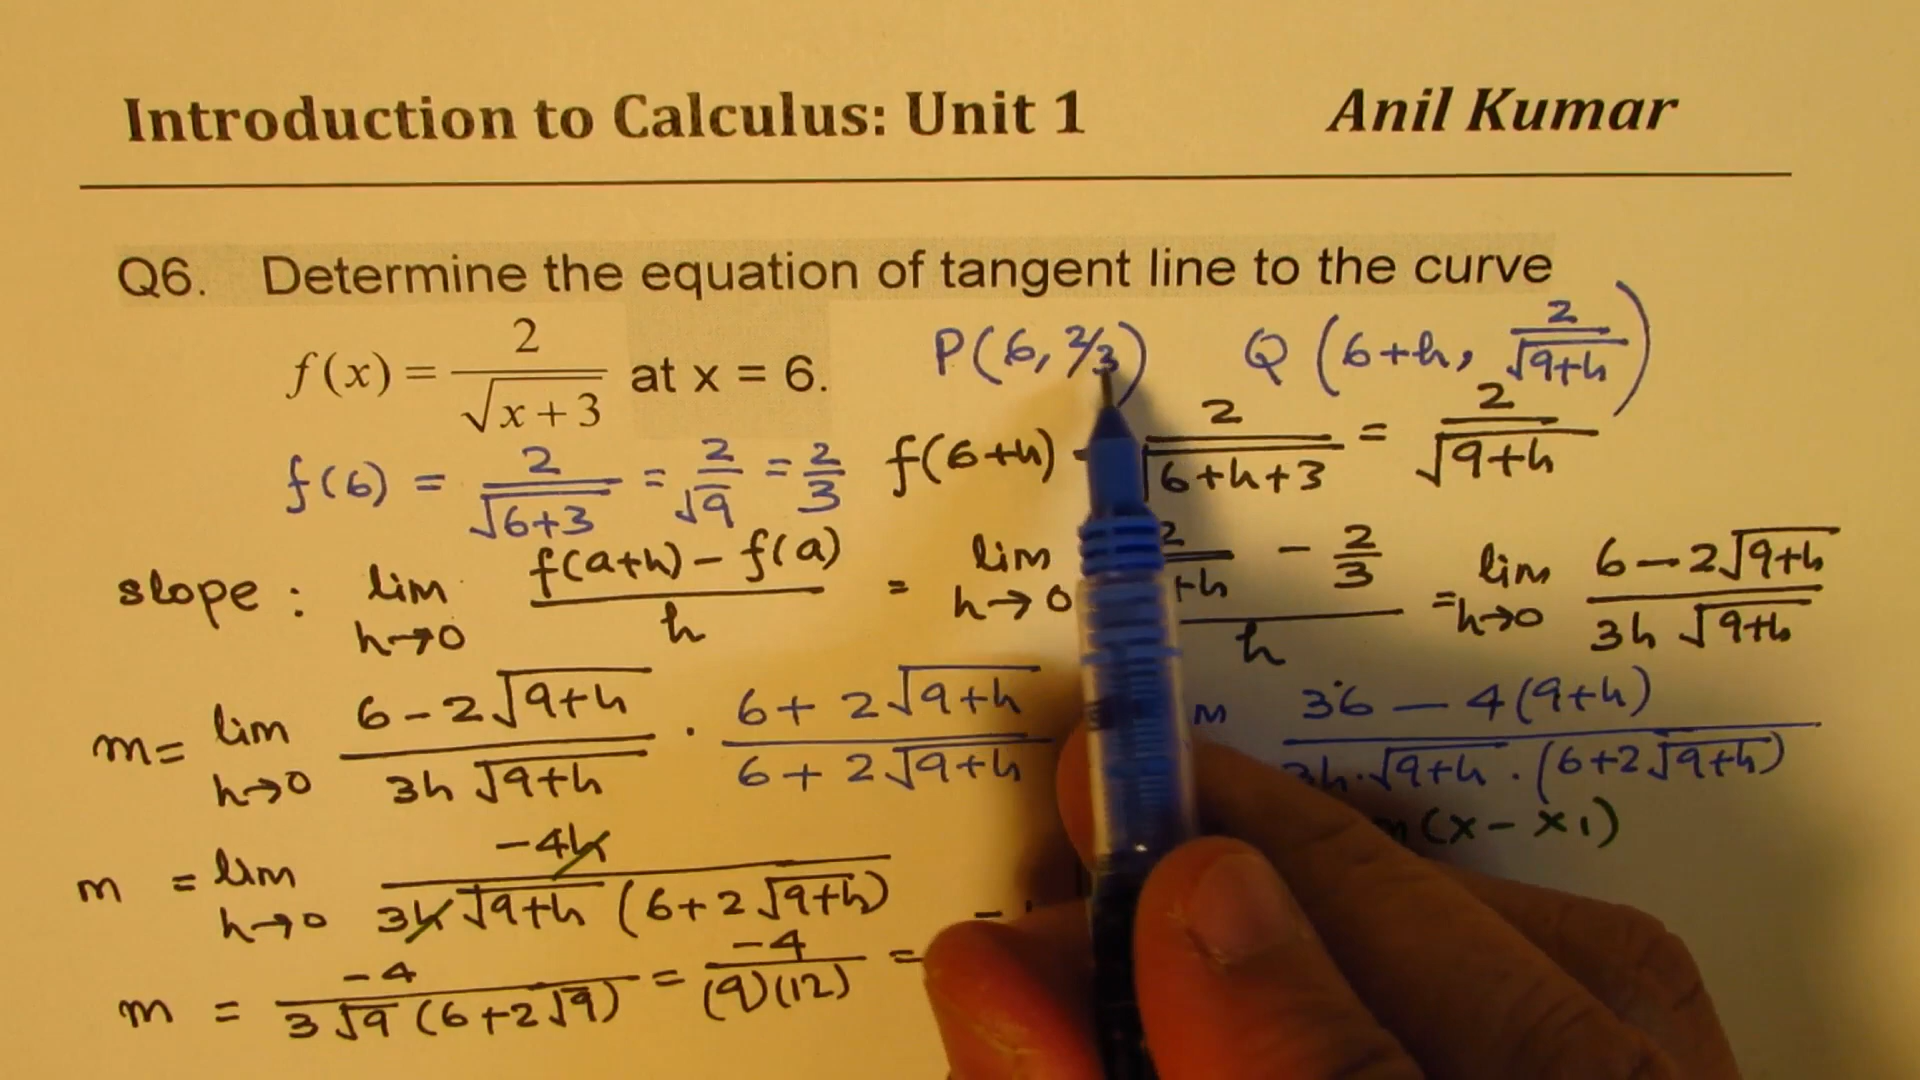 Introduction to Calculus: Unit 1 Anil Kumar
Q6. Determine the equation of tangent line to the curve
f(x) = 2/√(x+3) at x = 6. P(6, 2/3) Q(6+h, 2/√(9+h))
f(6) = 2/√(6+3) = 2/√9 = 2/3 f(6+h) 2/√(6+h+3) = 2/√(9+h)
slope: lim h→0 (f(a+h) - f(a))/h = lim h→0 2/+h - 2/3 / h = lim h→0 (6-2√(9+h))/(3h√(9+h))
m = lim h→0 (6-2√(9+h))/(3h√(9+h)) · (6+2√(9+h))/(6+2√(9+h)) m (36-4(9+h))/(3h·√(9+h)·(6+2√(9+h)))
(x-x1)
m = lim h→0 -4h/(3h√(9+h)(6+2√(9+h)))
m = -4/(3√9(6+2√9)) = -4/((9)(12)) =